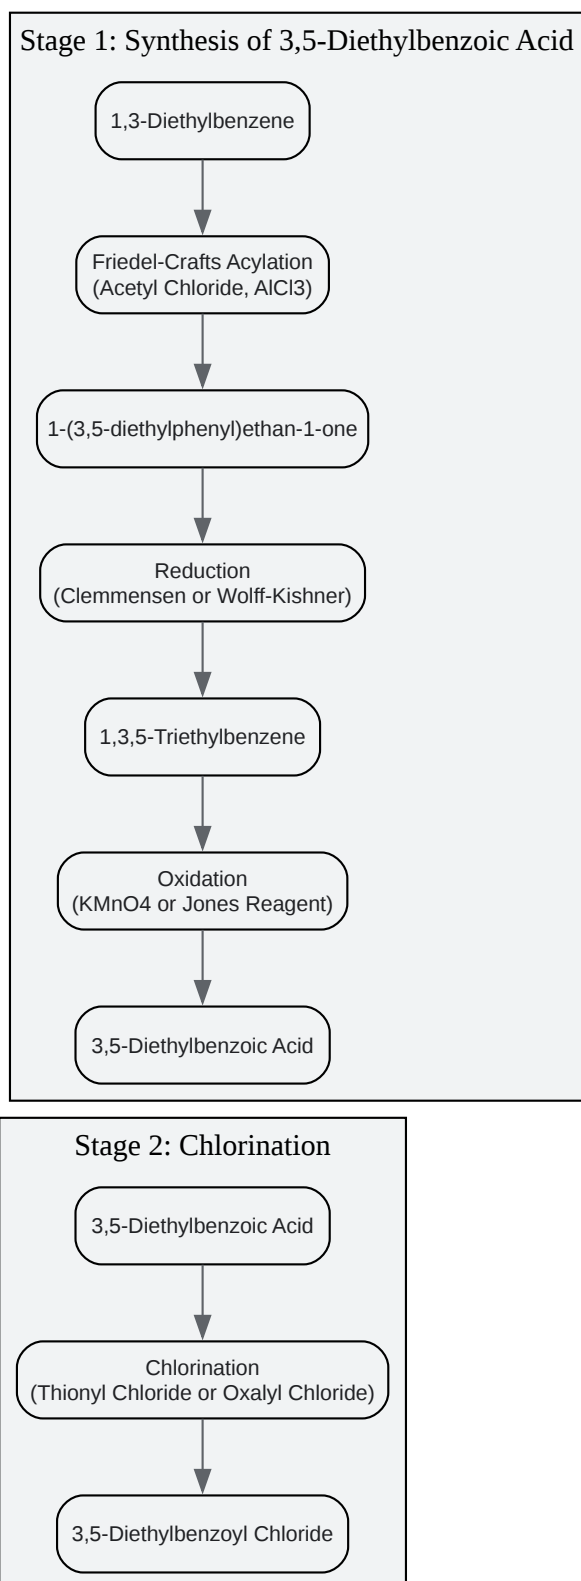 Stage 1: Synthesis of 3,5-Diethylbenzoic Acid
1,3-Diethylbenzene
Friedel-Crafts Acylation
(Acetyl Chloride, AlCl3)
1-(3,5-diethylphenyl)ethan-1-one
Reduction
(Clemmensen or Wolff-Kishner)
1,3,5-Triethylbenzene
Oxidation
(KMnO4 or Jones Reagent)
3,5-Diethylbenzoic Acid
Stage 2: Chlorination
3,5-Diethylbenzoic Acid
Chlorination
(Thionyl Chloride or Oxalyl Chloride)
3,5-Diethylbenzoyl Chloride